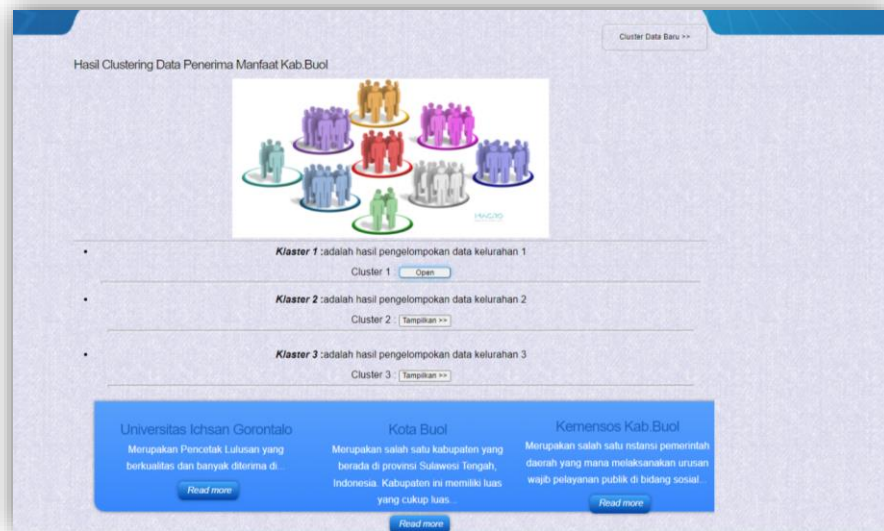 Cluster Data Baru >>
Hasil Clustering Data Penerima Manfaat Kab.Buol
Klaster 1 :adalah hasil pengelompokan data kelurahan 1
Cluster 1 : Open
Klaster 2 :adalah hasil pengelompokan data kelurahan 2
Cluster 2 : Tampilkan >>
Klaster 3 :adalah hasil pengelompokan data kelurahan 3
Cluster 3 : Tampilkan >>
Universitas Ichsan Gorontalo
Merupakan Pencetak Lulusan yang
berkualitas dan banyak diterima di...
Read more
Kota Buol
Merupakan salah satu kabupaten yang
berada di provinsi Sulawesi Tengah,
Indonesia. Kabupaten ini memiliki luas
yang cukup luas...
Read more
Kemensos Kab.Buol
Merupakan salah satu nstansi pemerintah
daerah yang mana melaksanakan urusan
wajib pelayanan publik di bidang sosial...
Read more